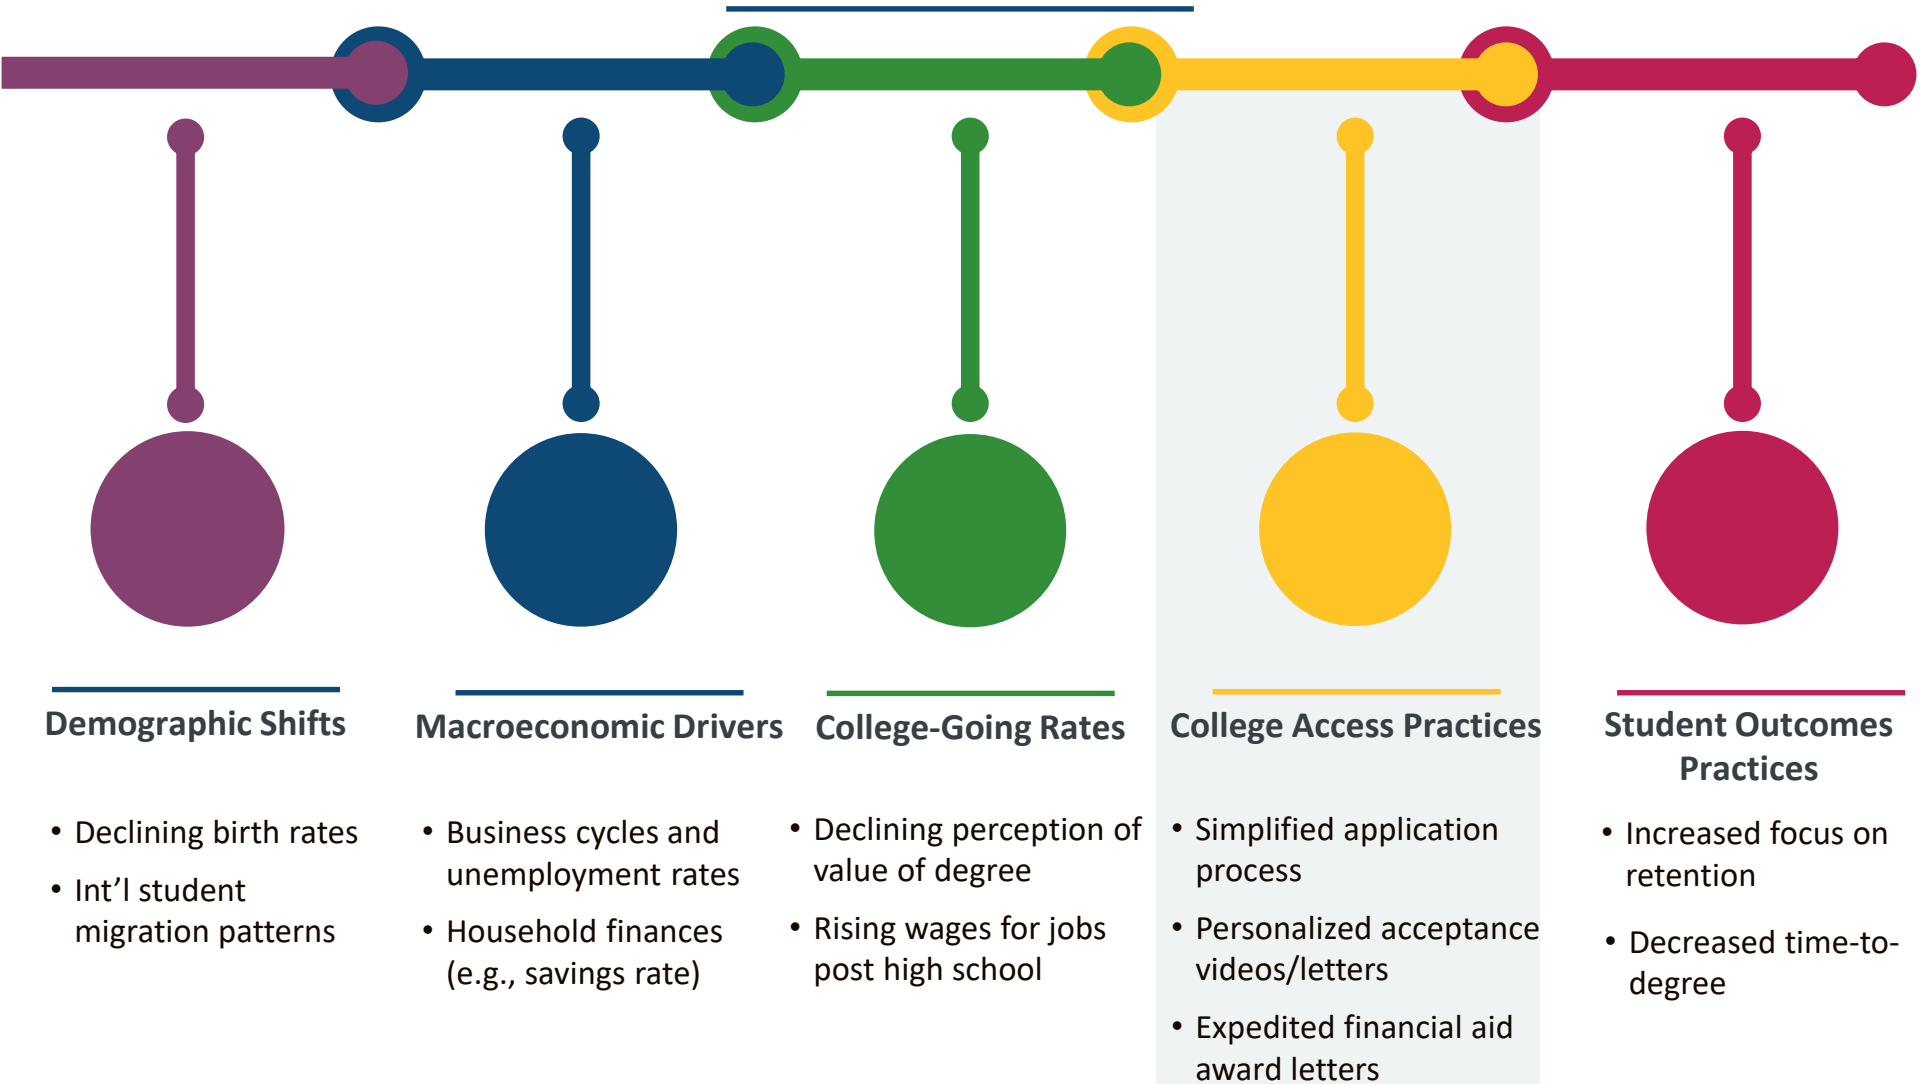 Demographic Shifts
• Declining birth rates
• Int’l student
migration patterns
Macroeconomic Drivers
• Business cycles and
unemployment rates
• Household finances
(e.g., savings rate)
College-Going Rates
• Declining perception of
value of degree
• Rising wages for jobs
post high school
College Access Practices
• Simplified application
process
• Personalized acceptance
videos/letters
• Expedited financial aid
award letters
Student Outcomes
Practices
• Increased focus on
retention
• Decreased time-to-
degree